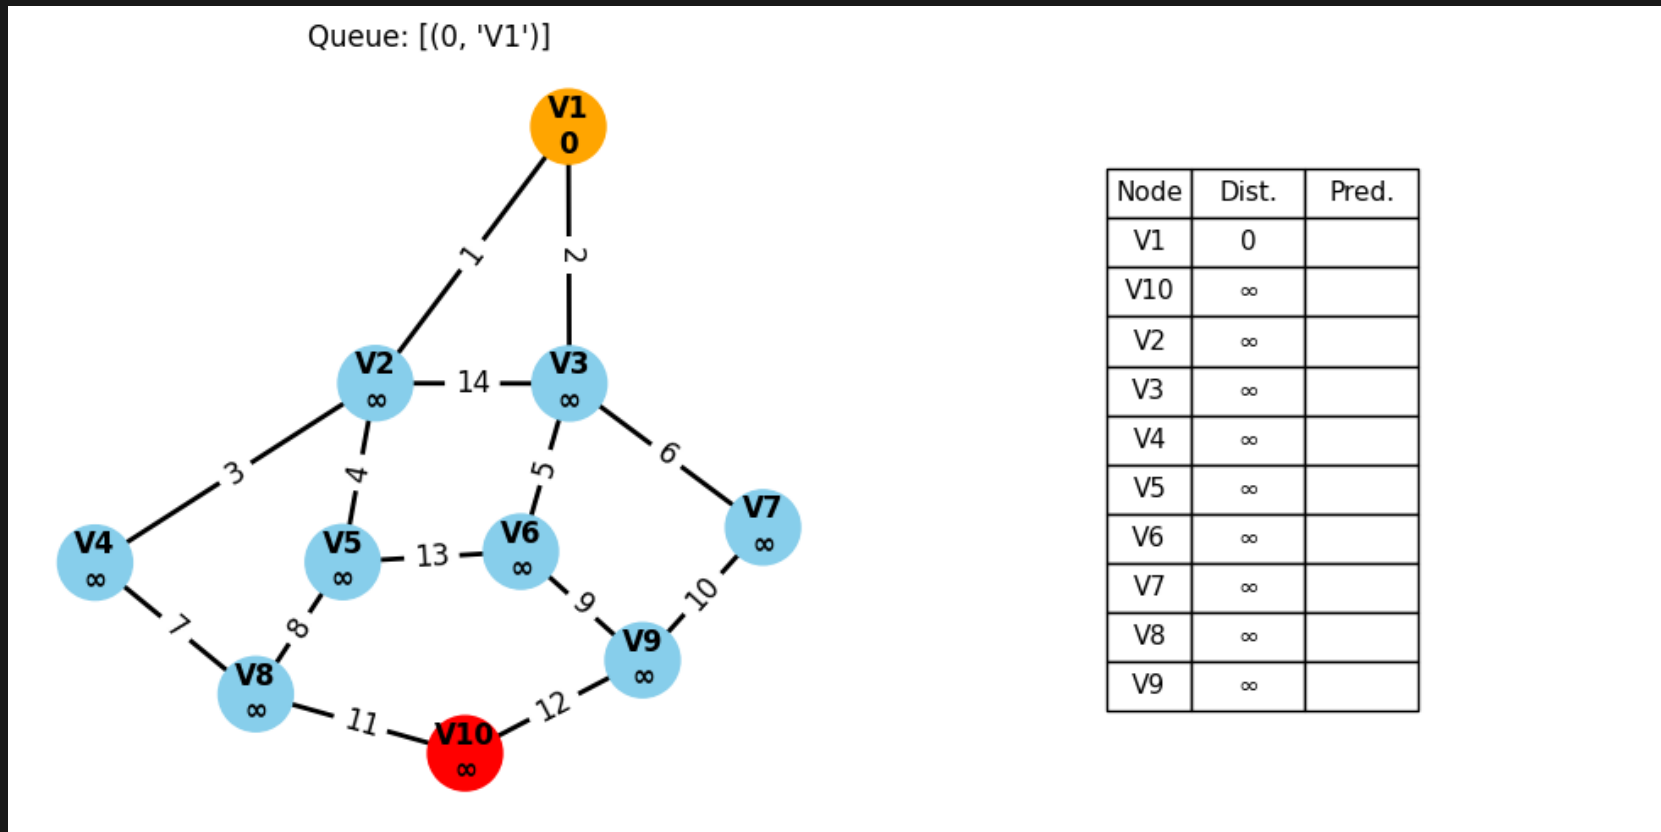 Queue: [(0, 'V1')]
V1
0
1
2
V2
∞
14
V3
∞
3
4
5
6
V4
∞
V5
∞
13
V6
∞
V7
∞
7
8
9
10
V8
∞
V9
∞
11
12
V10
∞
Node Dist. Pred.
V1 0
V10 ∞
V2 ∞
V3 ∞
V4 ∞
V5 ∞
V6 ∞
V7 ∞
V8 ∞
V9 ∞